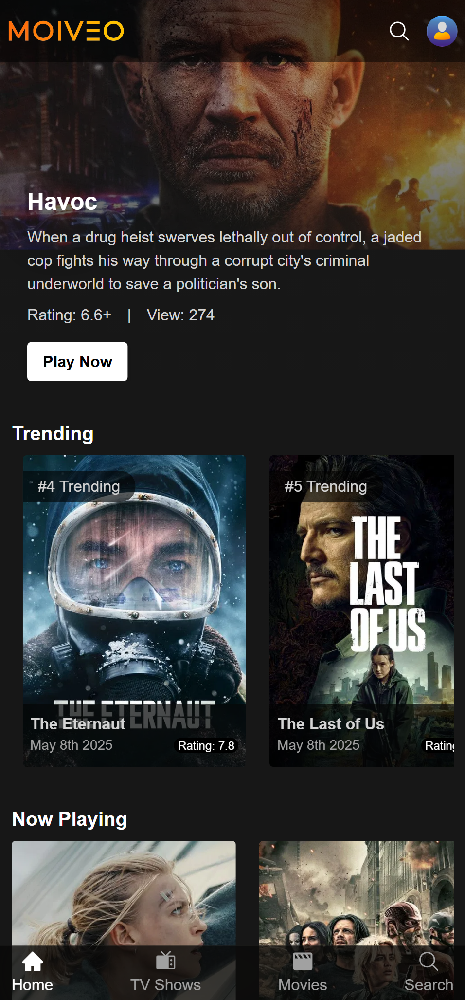 MOIVEO
Havoc
When a drug heist swerves lethally out of control, a jaded
cop fights his way through a corrupt city's criminal
underworld to save a politician's son.
Rating: 6.6+ | View: 274
Play Now
Trending
#4 Trending
#5 Trending
THE
LAST
OF US
THE ETERNAUT
The Eternaut
May 8th 2025
Rating: 7.8
The Last of Us
May 8th 2025
Rating
Now Playing
Home
TV Shows
Movies
Search